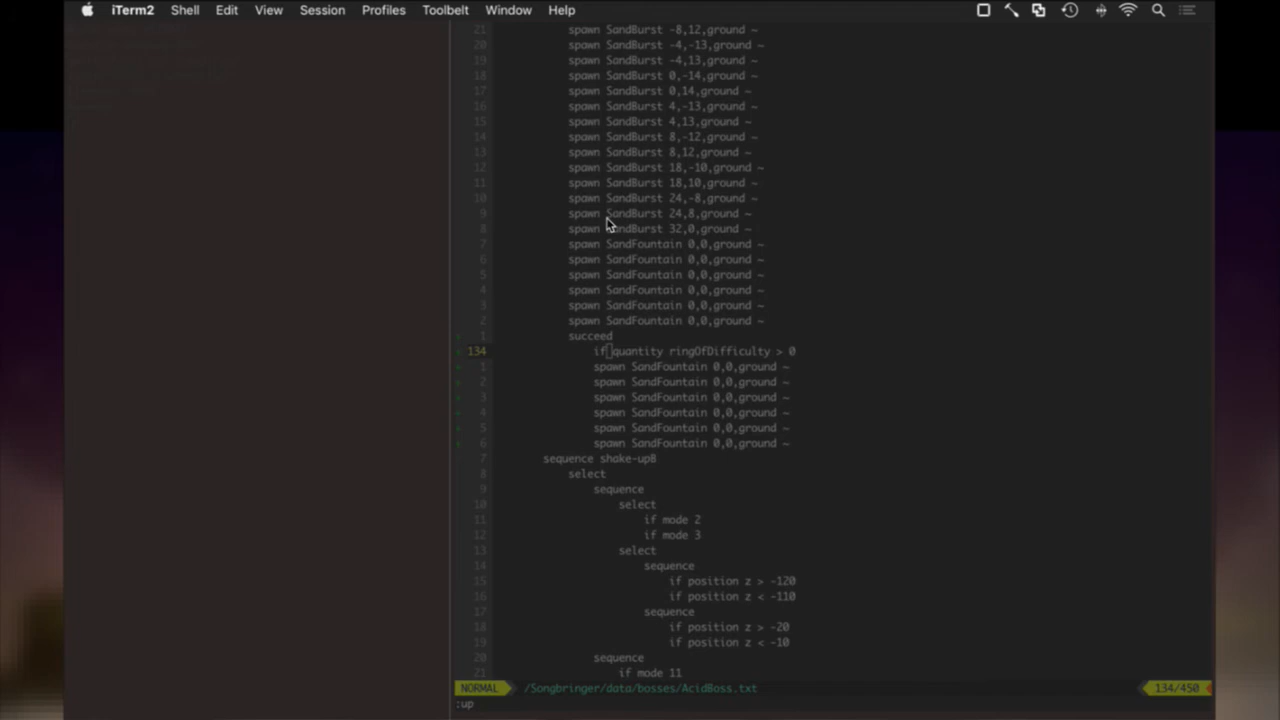 iTerm2 Shell Edit View Session Profiles Toolbelt Window Help
21 spawn SandBurst -8,12,ground ~
20 spawn SandBurst -4,-13,ground ~
19 spawn SandBurst -4,13,ground ~
18 spawn SandBurst 0,-14,ground ~
17 spawn SandBurst 0,14,ground ~
16 spawn SandBurst 4,-13,ground ~
15 spawn SandBurst 4,13,ground ~
14 spawn SandBurst 8,-12,ground ~
13 spawn SandBurst 8,12,ground ~
12 spawn SandBurst 18,-10,ground ~
11 spawn SandBurst 18,10,ground ~
10 spawn SandBurst 24,-8,ground ~
9 spawn SandBurst 24,8,ground ~
8 spawn SandBurst 32,0,ground ~
7 spawn SandFountain 0,0,ground ~
6 spawn SandFountain 0,0,ground ~
5 spawn SandFountain 0,0,ground ~
4 spawn SandFountain 0,0,ground ~
3 spawn SandFountain 0,0,ground ~
2 spawn SandFountain 0,0,ground ~
1 succeed
134 if quantity ringOfDifficulty > 0
1 spawn SandFountain 0,0,ground ~
2 spawn SandFountain 0,0,ground ~
3 spawn SandFountain 0,0,ground ~
4 spawn SandFountain 0,0,ground ~
5 spawn SandFountain 0,0,ground ~
6 spawn SandFountain 0,0,ground ~
7 sequence shake-up8
8 select
9 sequence
10 select
11 if mode 2
12 if mode 3
13 select
14 sequence
15 if position z > -120
16 if position z < -110
17 sequence
18 if position z > -20
19 if position z < -10
20 sequence
21 if mode 11
NORMAL /Songbringer/data/bosses/AcidBoss.txt 134/450
:up